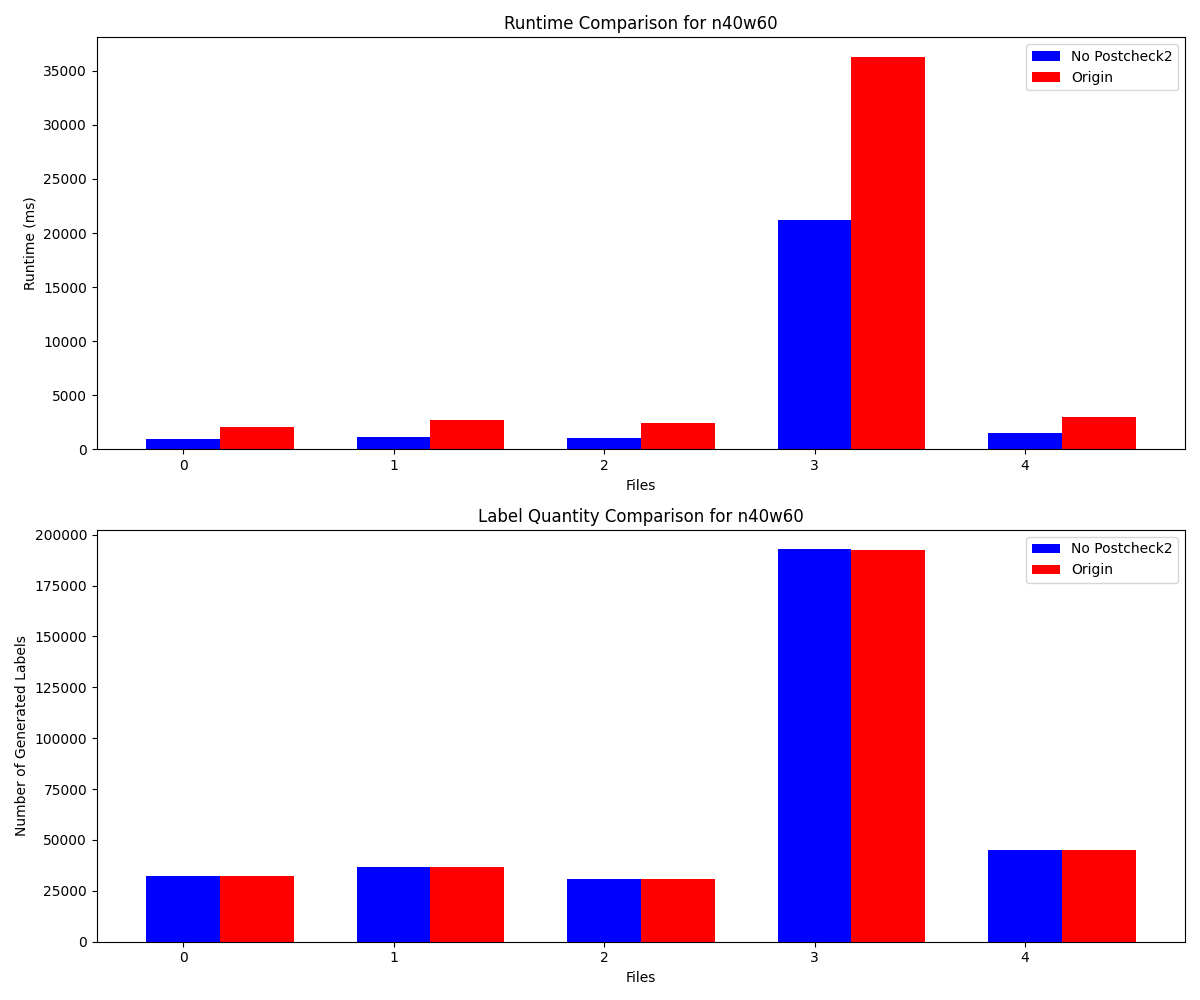 Runtime Comparison for n40w60
No Postcheck2
Origin
35000
30000
25000
20000
15000
10000
5000
0
Runtime (ms)
0 1 2 3 4
Files
Label Quantity Comparison for n40w60
No Postcheck2
Origin
200000
175000
150000
125000
100000
75000
50000
25000
0
Number of Generated Labels
0 1 2 3 4
Files